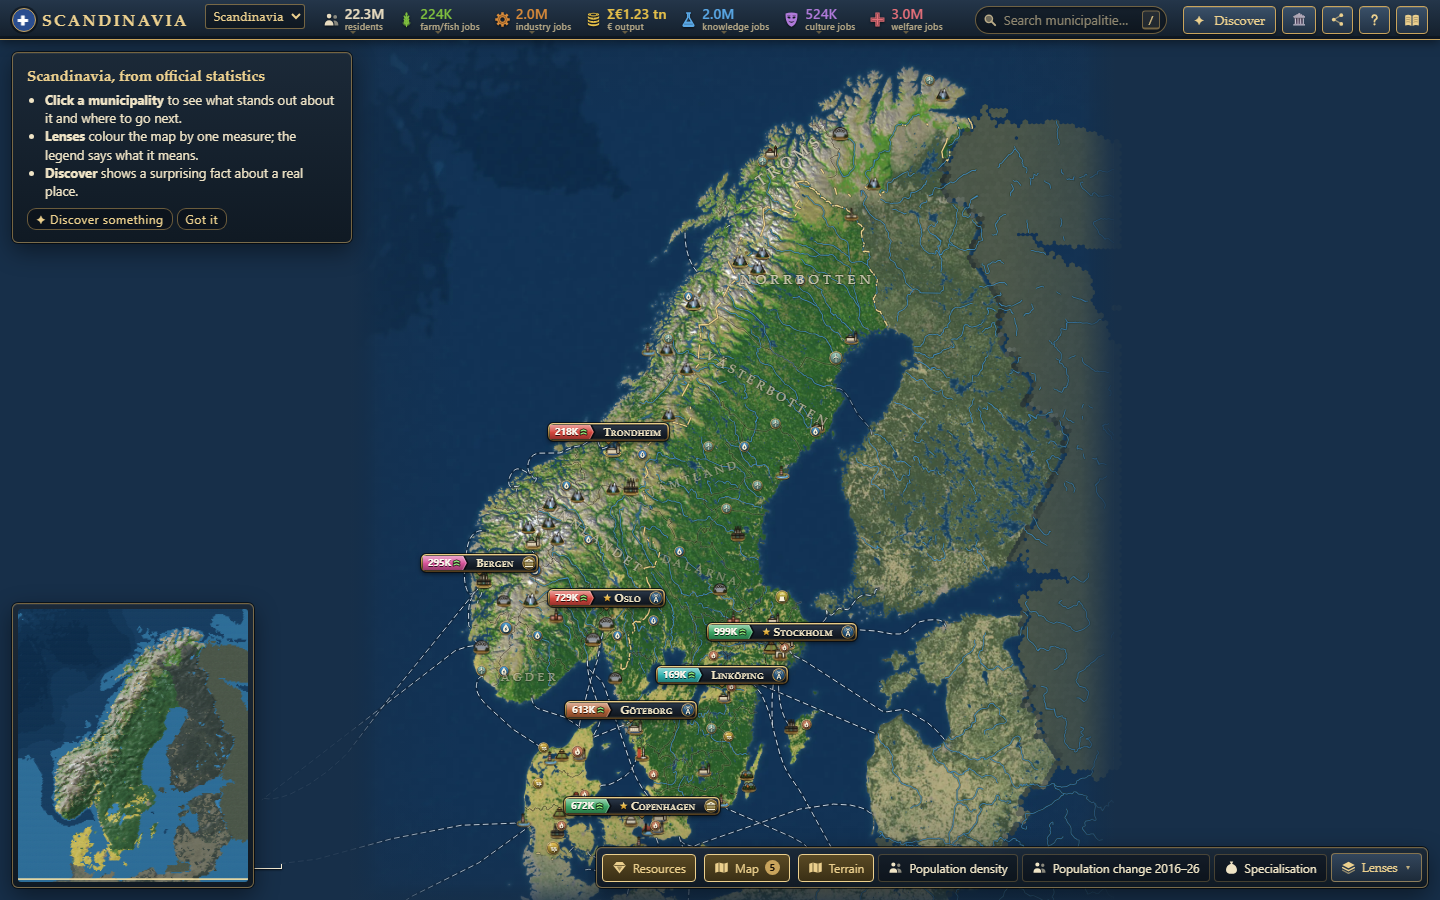 SCANDINAVIA
Scandinavia
22.3M
residents
224K
farm/fish jobs
2.0M
industry jobs
Σ€1.23 tn
€ output
2.0M
knowledge jobs
524K
culture jobs
3.0M
welfare jobs
Search municipalitie...
/
Discover
?
Scandinavia, from official statistics
Click a municipality to see what stands out about
it and where to go next.
Lenses colour the map by one measure; the
legend says what it means.
Discover shows a surprising fact about a real
place.
Discover something
Got it
TROMS
NORRBOTTEN
VÄSTERBOTTEN
218K TRONDHEIM
DALARNA
295K BERGEN
729K OSLO
999K STOCKHOLM
169K LINKÖPING
AGDER
613K GÖTEBORG
672K COPENHAGEN
Resources
Map 5
Terrain
Population density
Population change 2016–26
Specialisation
Lenses